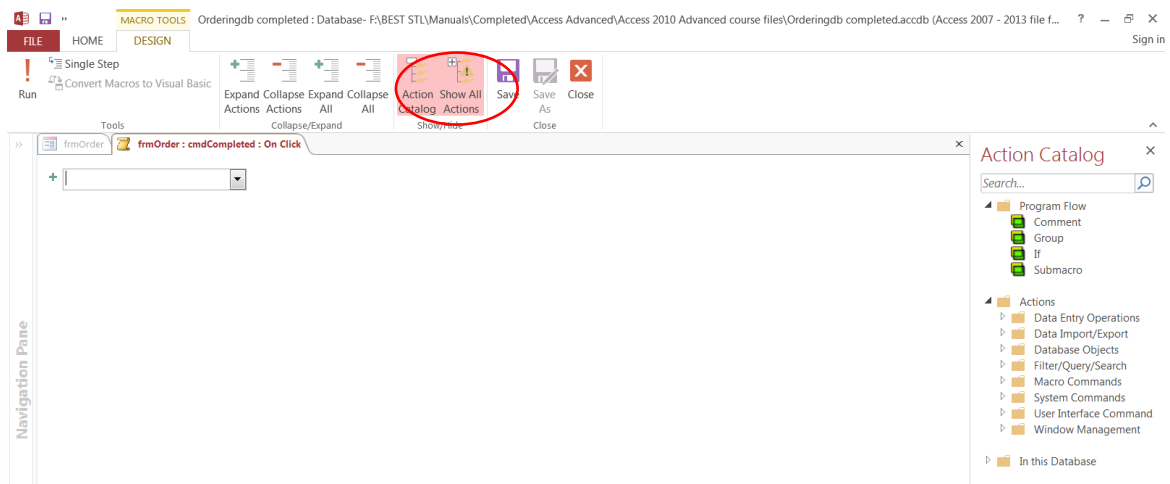 MACRO TOOLS Orderingdb completed : Database- F:\BEST STL\Manuals\Completed\Access Advanced\Access 2010 Advanced course files\Orderingdb completed.accdb (Access 2007 - 2013 file f... ?
FILE HOME DESIGN Sign in
Run
Single Step
Convert Macros to Visual Basic
Tools
Expand Actions
Collapse Actions
Expand All
Collapse All
Collapse/Expand
Action Catalog
Show All Actions
Show/Hide
Save
Save As
Close
Close
Navigation Pane
frmOrder
frmOrder : cmdCompleted : On Click
Action Catalog
Search...
Program Flow
Comment
Group
If
Submacro
Actions
Data Entry Operations
Data Import/Export
Database Objects
Filter/Query/Search
Macro Commands
System Commands
User Interface Command
Window Management
In this Database